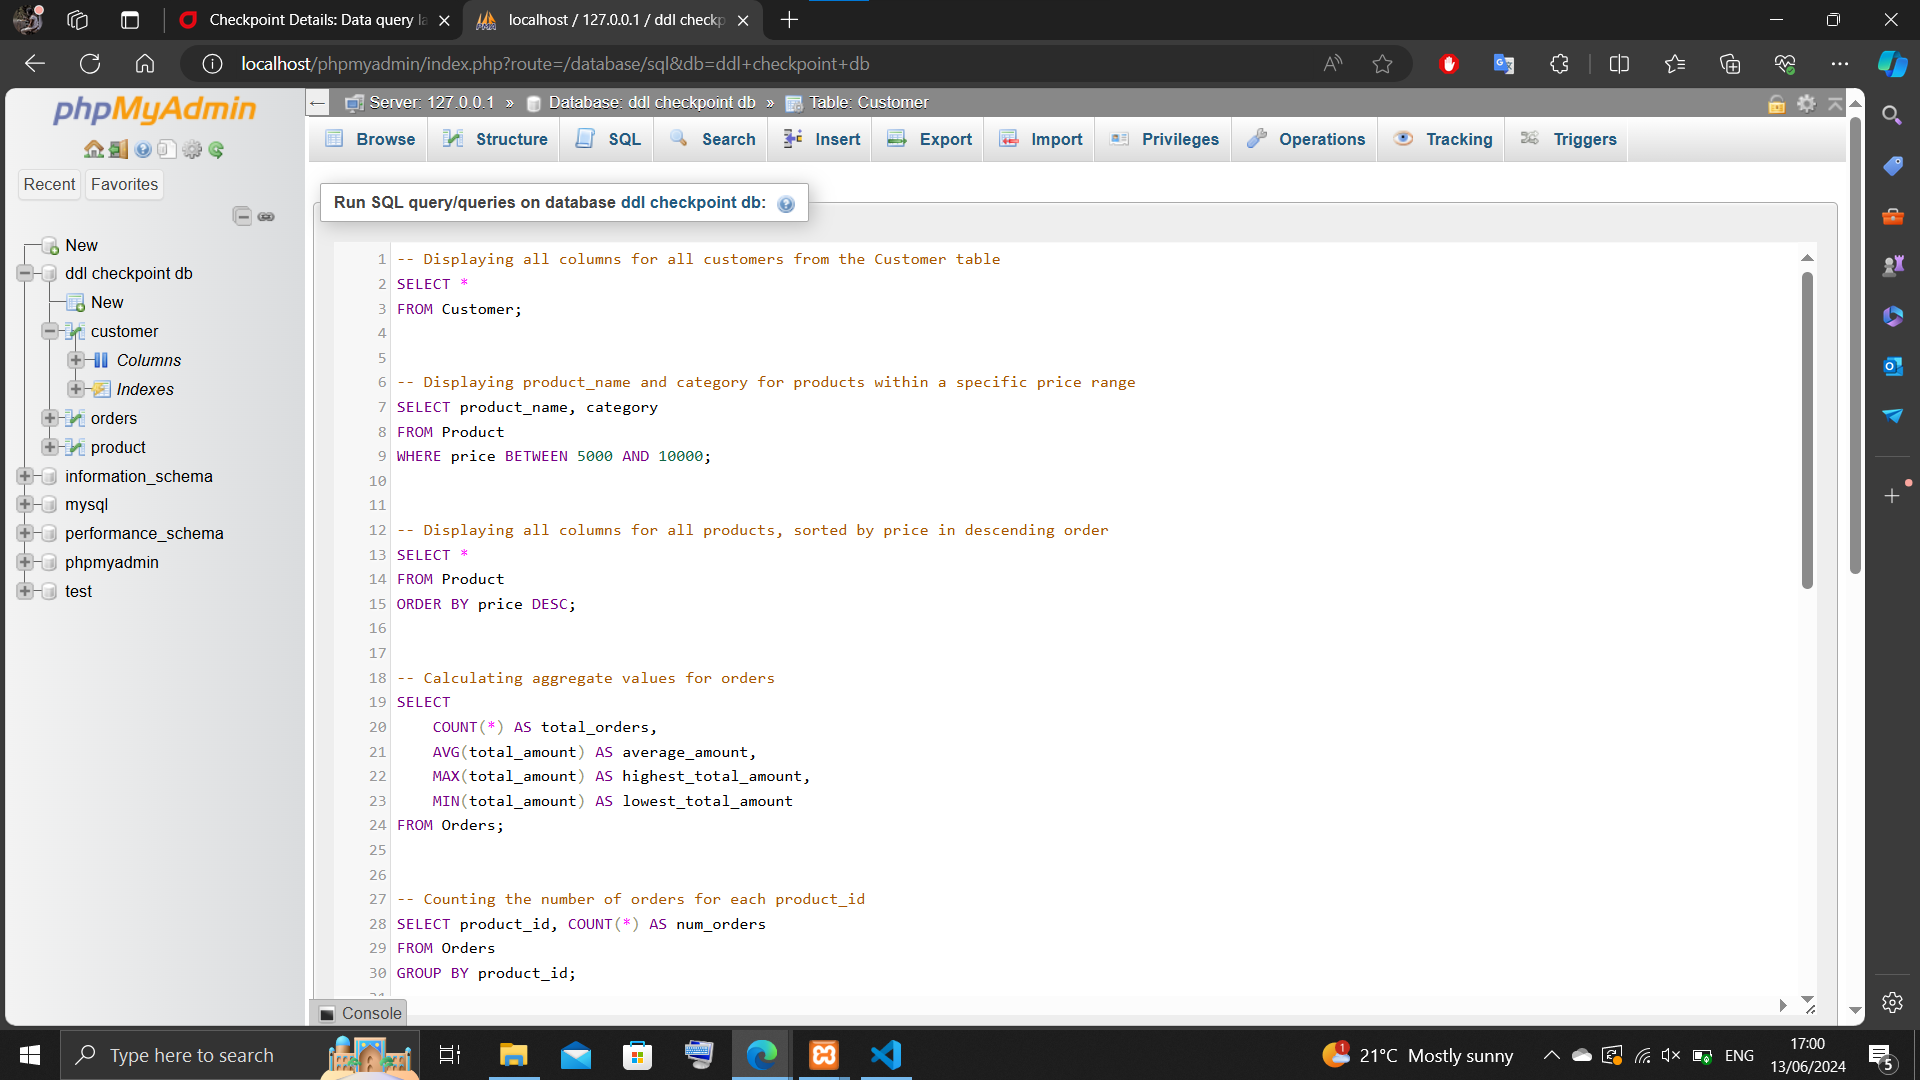 Checkpoint Details: Data query la
localhost / 127.0.0.1 / ddl checkp
localhost/phpmyadmin/index.php?route=/database/sql&db=ddl+checkpoint+db
phpMyAdmin
Recent Favorites
New
ddl checkpoint db
New
customer
Columns
Indexes
orders
product
information_schema
mysql
performance_schema
phpmyadmin
test
Server: 127.0.0.1 » Database: ddl checkpoint db » Table: Customer
Browse Structure SQL Search Insert Export Import Privileges Operations Tracking Triggers
Run SQL query/queries on database ddl checkpoint db:
1 -- Displaying all columns for all customers from the Customer table
2 SELECT *
3 FROM Customer;
4
5
6 -- Displaying product_name and category for products within a specific price range
7 SELECT product_name, category
8 FROM Product
9 WHERE price BETWEEN 5000 AND 10000;
10
11
12 -- Displaying all columns for all products, sorted by price in descending order
13 SELECT *
14 FROM Product
15 ORDER BY price DESC;
16
17
18 -- Calculating aggregate values for orders
19 SELECT
20 COUNT(*) AS total_orders,
21 AVG(total_amount) AS average_amount,
22 MAX(total_amount) AS highest_total_amount,
23 MIN(total_amount) AS lowest_total_amount
24 FROM Orders;
25
26
27 -- Counting the number of orders for each product_id
28 SELECT product_id, COUNT(*) AS num_orders
29 FROM Orders
30 GROUP BY product_id;
Console
Type here to search
1
21°C Mostly sunny
ENG
17:00
13/06/2024
5